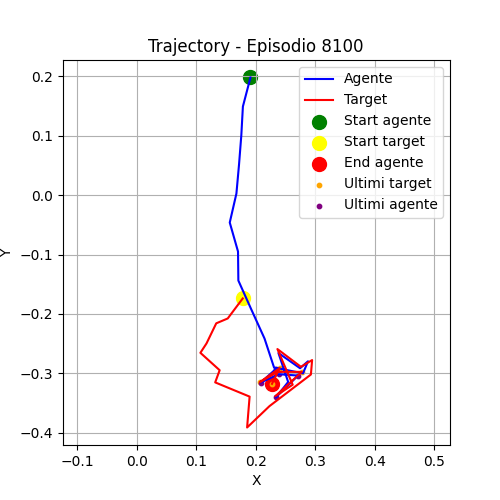 Trajectory - Episodio 8100
Agente
Target
Start agente
Start target
End agente
Ultimi target
Ultimi agente
0.2
0.1
0.0
−0.1
−0.2
−0.3
−0.4
Y
−0.1
0.0
0.1
0.2
0.3
0.4
0.5
X